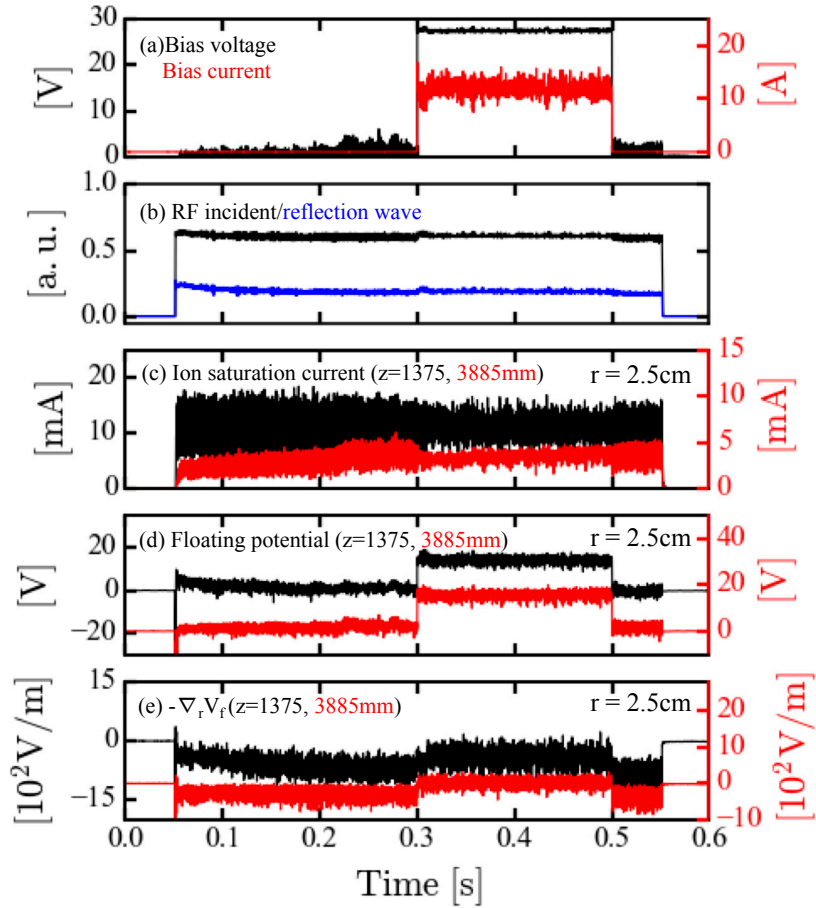 30
20
10
0
[V]
(a)Bias voltage
Bias current
20
10
0
[A]
1.0
0.5
0.0
[a. u.]
(b) RF incident/reflection wave
20
10
0
[mA]
(c) Ion saturation current (z=1375, 3885mm)
r = 2.5cm
15
10
5
0
[mA]
20
0
−20
[V]
(d) Floating potential (z=1375, 3885mm)
r = 2.5cm
40
20
0
[V]
15
0
−15
[10²V/m]
(e) -∇ᵣV_f(z=1375, 3885mm)
r = 2.5cm
20
10
0
−10
[10²V/m]
0.0 0.1 0.2 0.3 0.4 0.5 0.6
Time [s]